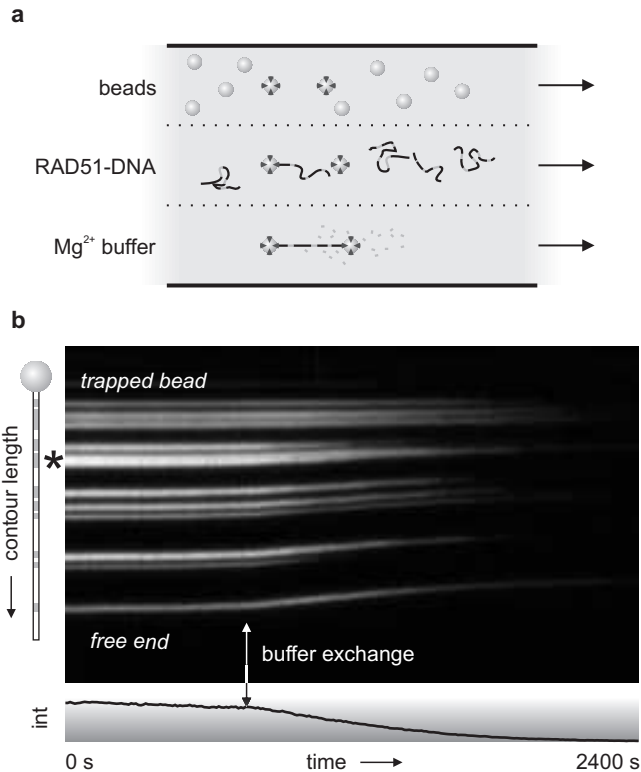 a
beads
RAD51-DNA
Mg²⁺ buffer
b
trapped bead
contour length
*
free end
buffer exchange
int
0 s
time
2400 s